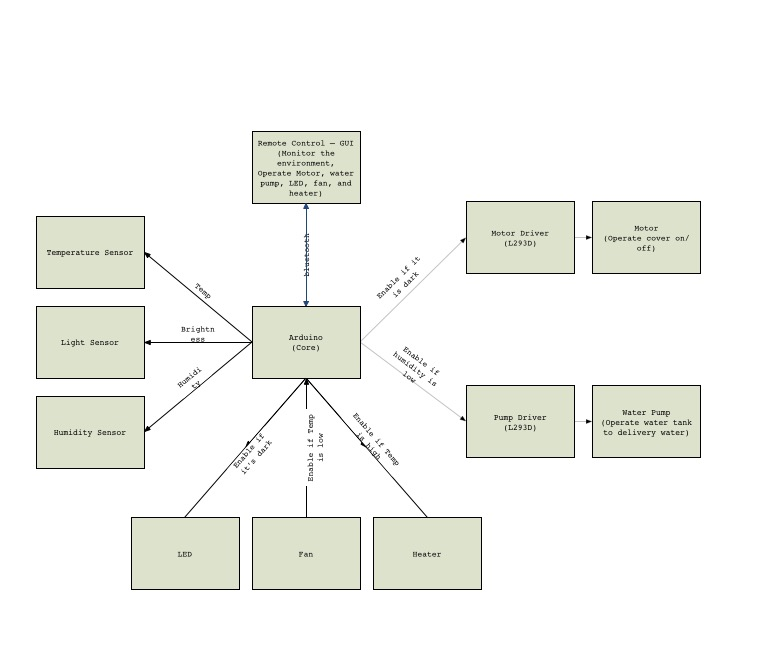 Remote Control — GUI
(Monitor the
environment,
Operate Motor, water
pump, LED, fan, and
heater)
Motor Driver
(L293D)
Motor
(Operate cover on/
off)
Temperature Sensor
bluetooth
Enable if it
is dark
Temp
Light Sensor
Brightn
ess
Arduino
(Core)
Enable if
humidity is
low
Humidi
ty
Humidity Sensor
Pump Driver
(L293D)
Water Pump
(Operate water tank
to delivery water)
Enable if
it's dark
Enable if Temp
is low
Enable if Temp
is high
LED
Fan
Heater